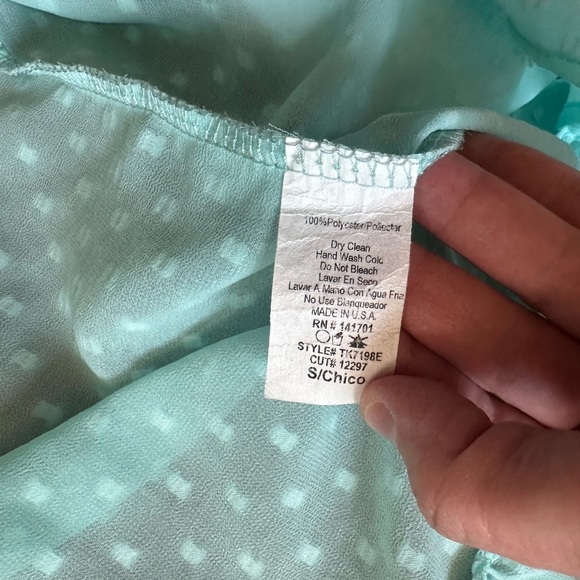 100%Polyester/Poliester
Dry Clean
Hand Wash Cold
Do Not Bleach
Lavar En Seco
Lavar A Mano Con Agua Fria
No Use Blanqueador
MADE IN U.S.A.
RN # 141701
STYLE# TK7198E
CUT# 12297
S/Chico